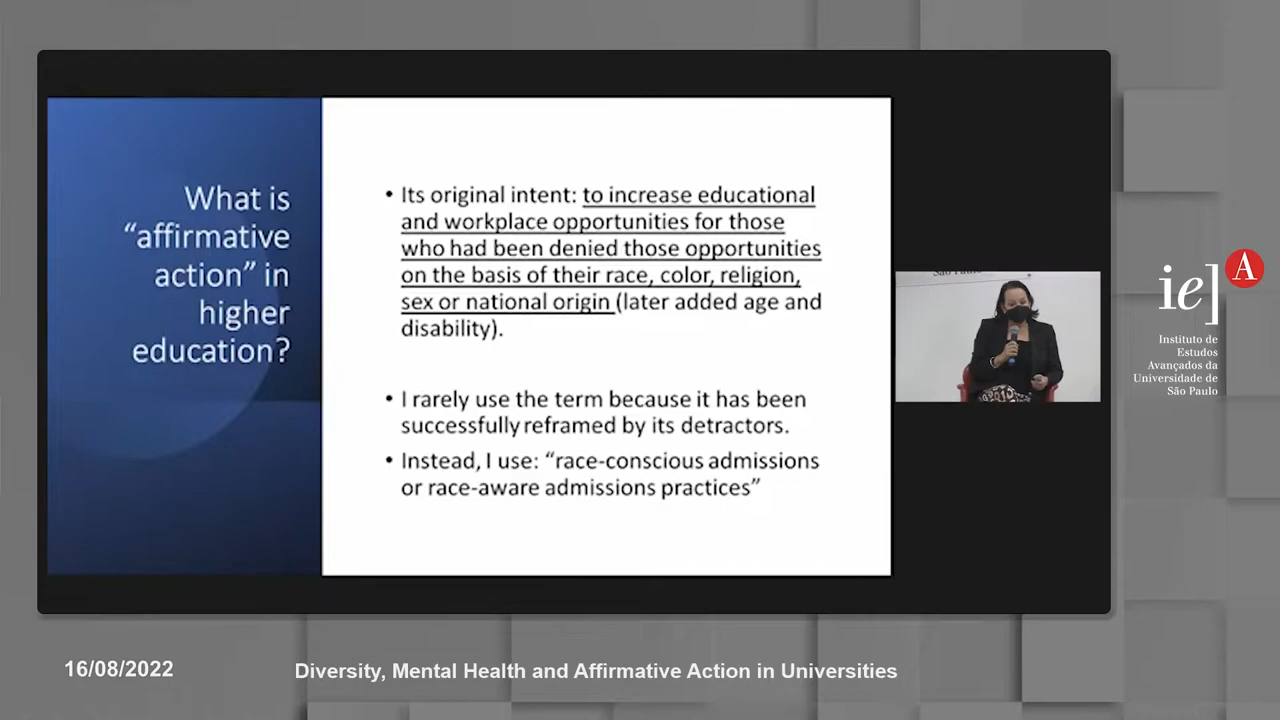 What is
“affirmative
action” in
higher
education?
• Its original intent: to increase educational
and workplace opportunities for those
who had been denied those opportunities
on the basis of their race, color, religion,
sex or national origin (later added age and
disability).
• I rarely use the term because it has been
successfully reframed by its detractors.
• Instead, I use: “race-conscious admissions
or race-aware admissions practices”
São Paulo
ie] A
Instituto de
Estudos
Avançados da
Universidade de
São Paulo
16/08/2022
Diversity, Mental Health and Affirmative Action in Universities